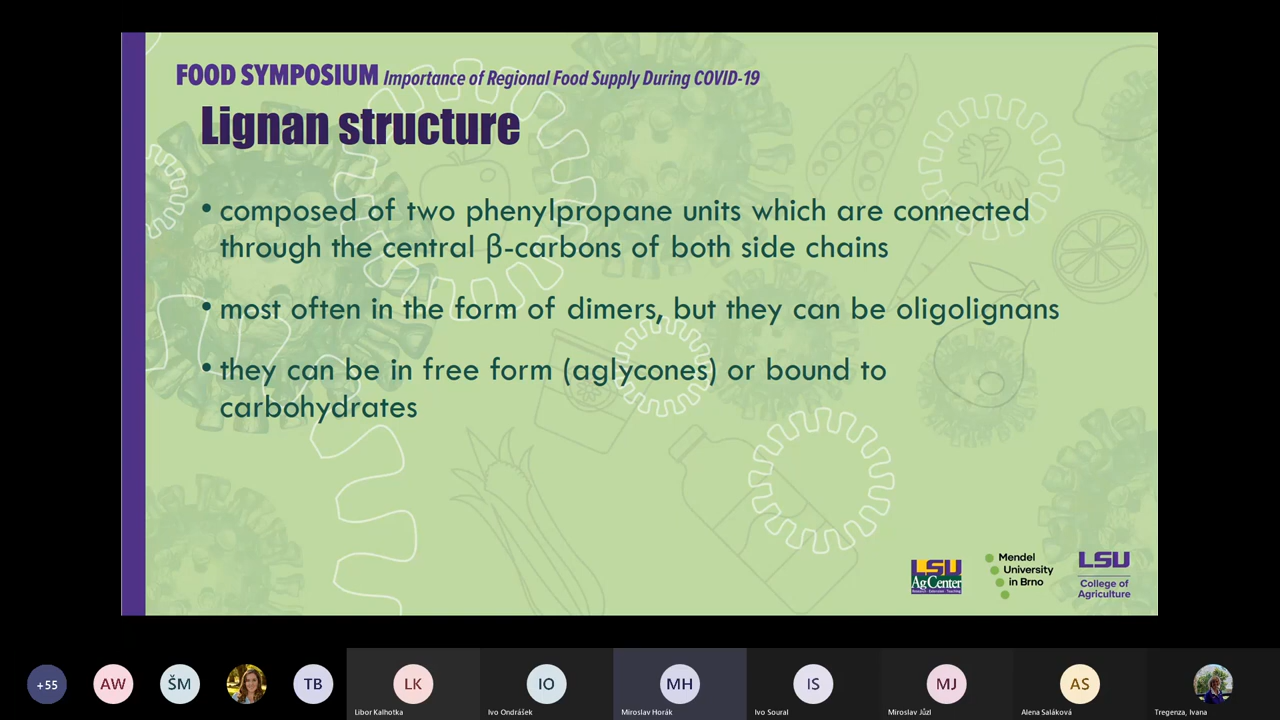 FOOD SYMPOSIUM Importance of Regional Food Supply During COVID-19
Lignan structure
• composed of two phenylpropane units which are connected
through the central β-carbons of both side chains
• most often in the form of dimers, but they can be oligolignans
• they can be in free form (aglycones) or bound to
carbohydrates
LSU
AgCenter
Research · Extension · Teaching
Mendel
University
in Brno
LSU
College of
Agriculture
+55
AW
ŠM
TB
LK
IO
MH
IS
MJ
AS
Libor Kalhotka
Ivo Ondrášek
Miroslav Horák
Ivo Soural
Miroslav Jůzl
Alena Saláková
Tregenza, Ivana